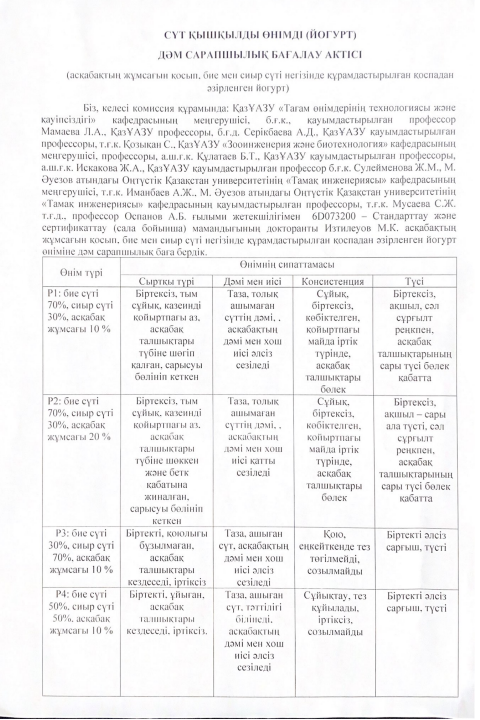 СҮТ ҚЫШҚЫЛДЫ ӨНІМДІ (ЙОГУРТ)
ДӘМ САРАПШЫЛЫҚ БАҒАЛАУ АКТІСІ
(асқабақтың жұмсағын қосып, бие мен сиыр сүті негізінде құрамдастырылған қоспадан
әзірленген йогурт)
Біз, келесі комиссия құрамында: ҚазҰАЗУ «Тағам өнімдерінің технологиясы және
қауіпсіздігі» кафедрасының меңгерушісі, б.ғ.к., қауымдастырылған профессор
Мамаева Л.А., ҚазҰАЗУ профессоры, б.ғ.д. Серікбаева А.Д., ҚазҰАЗУ қауымдастырылған
профессоры, т.ғ.к. Қозықан С., ҚазҰАЗУ «Зооинженерия және биотехнология» кафедрасының
меңгерушісі, профессоры, а.ш.ғ.к. Құлатаев Б.Т., ҚазҰАЗУ қауымдастырылған профессоры,
а.ш.ғ.к. Искакова Ж.А., ҚазҰАЗУ қауымдастырылған профессор б.ғ.к. Сулейменова Ж.М., М.
Әуезов атындағы Оңтүстік Қазақстан университетінің «Тамақ инженериясы» кафедрасының
меңгерушісі, т.ғ.к. Иманбаев А.Ж., М. Әуезов атындағы Оңтүстік Қазақстан университетінің
«Тамақ инженериясы» кафедрасының қауымдастырылған профессоры, т.ғ.к. Мусаева С.Ж.
т.ғ.д., профессор Оспанов А.Б. ғылыми жетекшілігімен 6D073200 – Стандарттау және
сертификаттау (сала бойынша) мамандығының докторанты Изтилеуов М.К. асқабақтың
жұмсағын қосып, бие мен сиыр сүті негізінде құрамдастырылған қоспадан әзірленген йогурт
өніміне дәм сарапшылық баға бердік.
Өнім түрі
Өнімнің сипаттамасы
Сыртқы түрі
Дәмі мен иісі
Консистенция
Түсі
Р1: бие сүті
70%, сиыр сүті
30%, асқабақ
жұмсағы 10 %
Біртексіз, тым
сұйық, казеинді
қойыртпағы аз,
асқабақ
талшықтары
түбіне шөгіп
қалған, сарысуы
бөлініп кеткен
Таза, толық
ашымаған
сүттің дәмі, ,
асқабақтың
дәмі мен хош
иісі әлсіз
сезіледі
Сұйық,
біртексіз,
көбіктелген,
қойыртпағы
майда іртік
түрінде,
асқабақ
талшықтары
бөлек
Біртексіз,
ақшыл, сәл
сұрғылт
реңкпен,
асқабақ
талшықтарының
сары түсі бөлек
қабатта
Р2: бие сүті
70%, сиыр сүті
30%, асқабақ
жұмсағы 20 %
Біртексіз, тым
сұйық, казеинді
қойыртпағы аз,
асқабақ
талшықтары
түбіне шөккен
және бетк
қабатына
жиналған,
сарысуы бөлініп
кеткен
Таза, толық
ашымаған
сүттің дәмі, ,
асқабақтың
дәмі мен хош
иісі қатты
сезіледі
Сұйық,
біртексіз,
көбіктелген,
қойыртпағы
майда іртік
түрінде,
асқабақ
талшықтары
бөлек
Біртексіз,
ақшыл – сары
ала түсті, сәл
сұрғылт
реңкпен,
асқабақ
талшықтарының
сары түсі бөлек
қабатта
Р3: бие сүті
30%, сиыр сүті
70%, асқабақ
жұмсағы 10 %
Біртекті, қоюлығы
бұзылмаған,
асқабақ
талшықтары
кездеседі, іртіксіз
Таза, ашыған
сүт, асқабақтың
дәмі мен хош
иісі әлсіз
сезіледі
Қою,
еңкейткенде тез
төгілмейді,
созылмайды
Біртекті әлсіз
сарғыш, түсті
Р4: бие сүті
50%, сиыр сүті
50%, асқабақ
жұмсағы 10 %
Біртекті, ұйыған,
асқабақ
талшықтары
кездеседі, іртіксіз.
Таза, ашыған
сүт, тәттілігі
білінеді,
асқабақтың
дәмі мен хош
иісі әлсіз
сезіледі
Сұйықтау, тез
құйылады,
іртіксіз,
созылмайды
Біртекті әлсіз
сарғыш, түсті